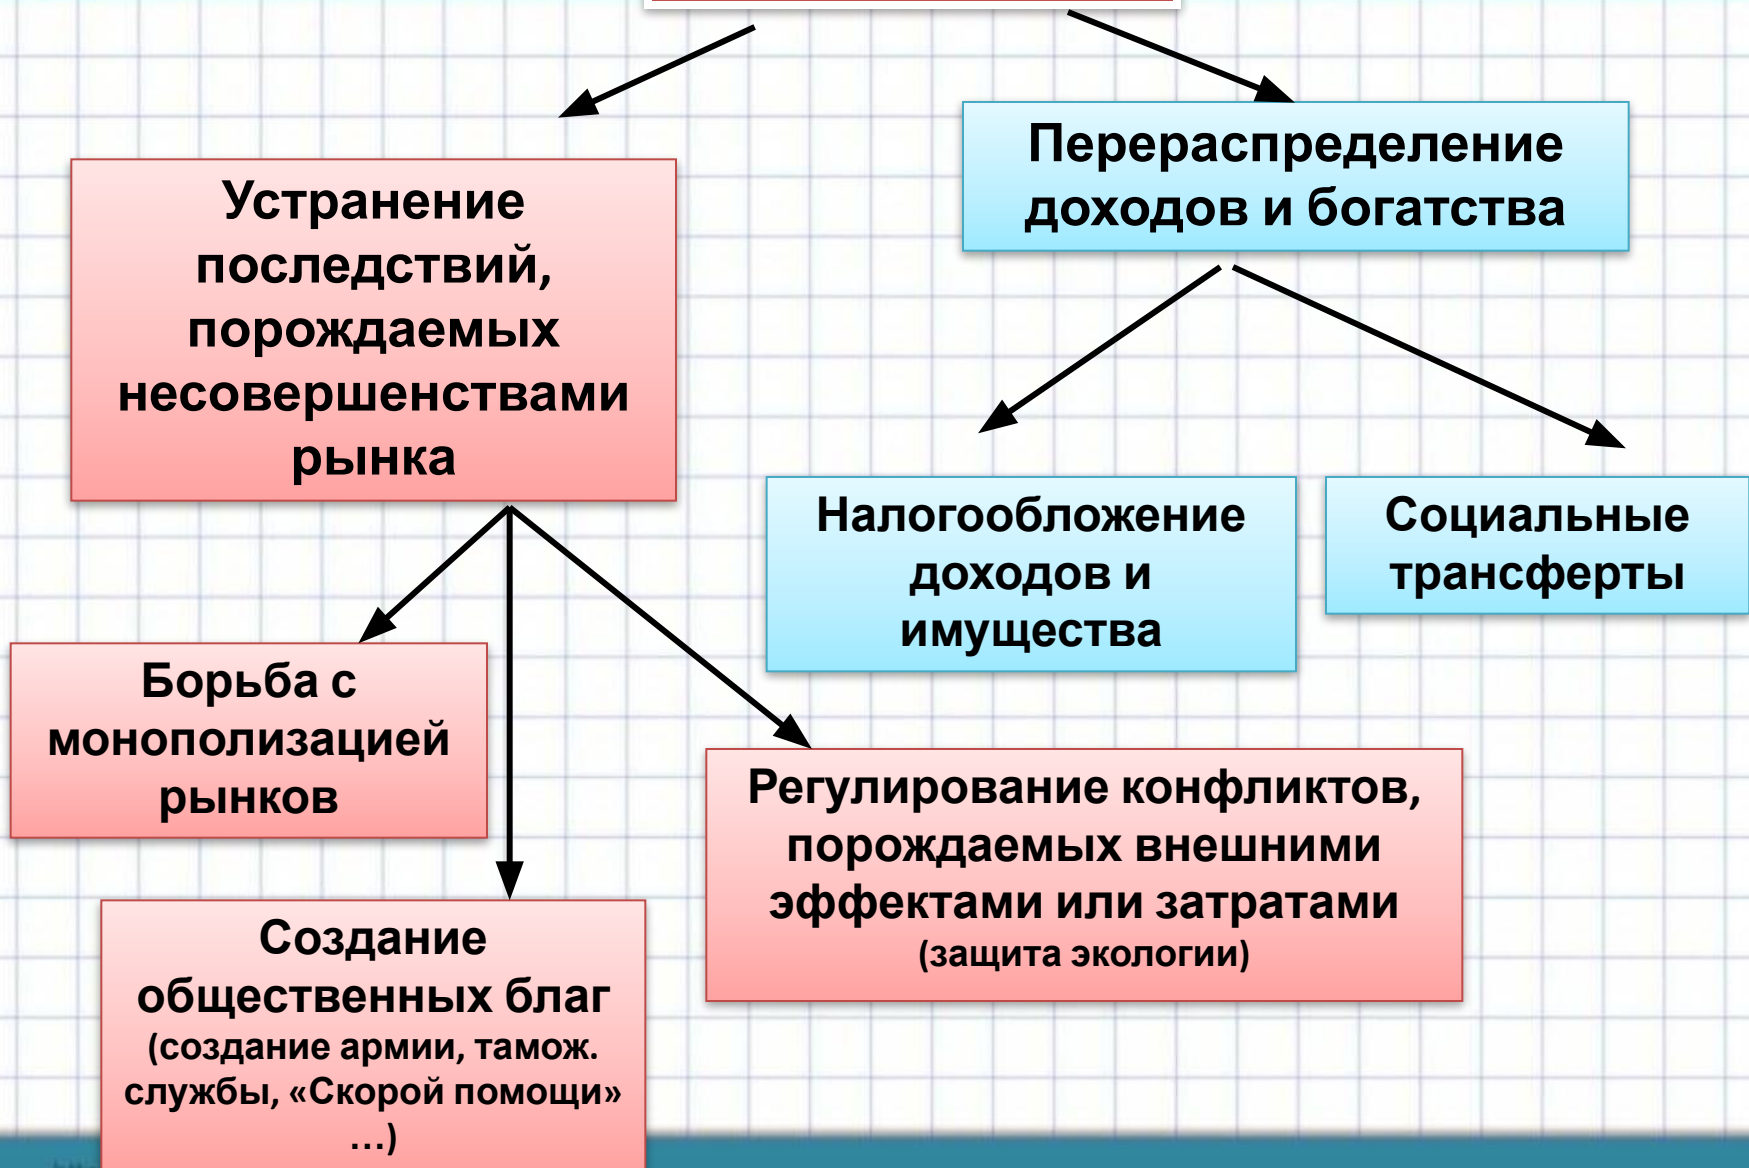 Перераспределение
доходов и богатства
Устранение
последствий,
порождаемых
несовершенствами
рынка
Налогообложение
доходов и
имущества
Социальные
трансферты
Борьба с
монополизацией
рынков
Регулирование конфликтов,
порождаемых внешними
эффектами или затратами
(защита экологии)
Создание
общественных благ
(создание армии, тамож.
службы, «Скорой помощи»
…)